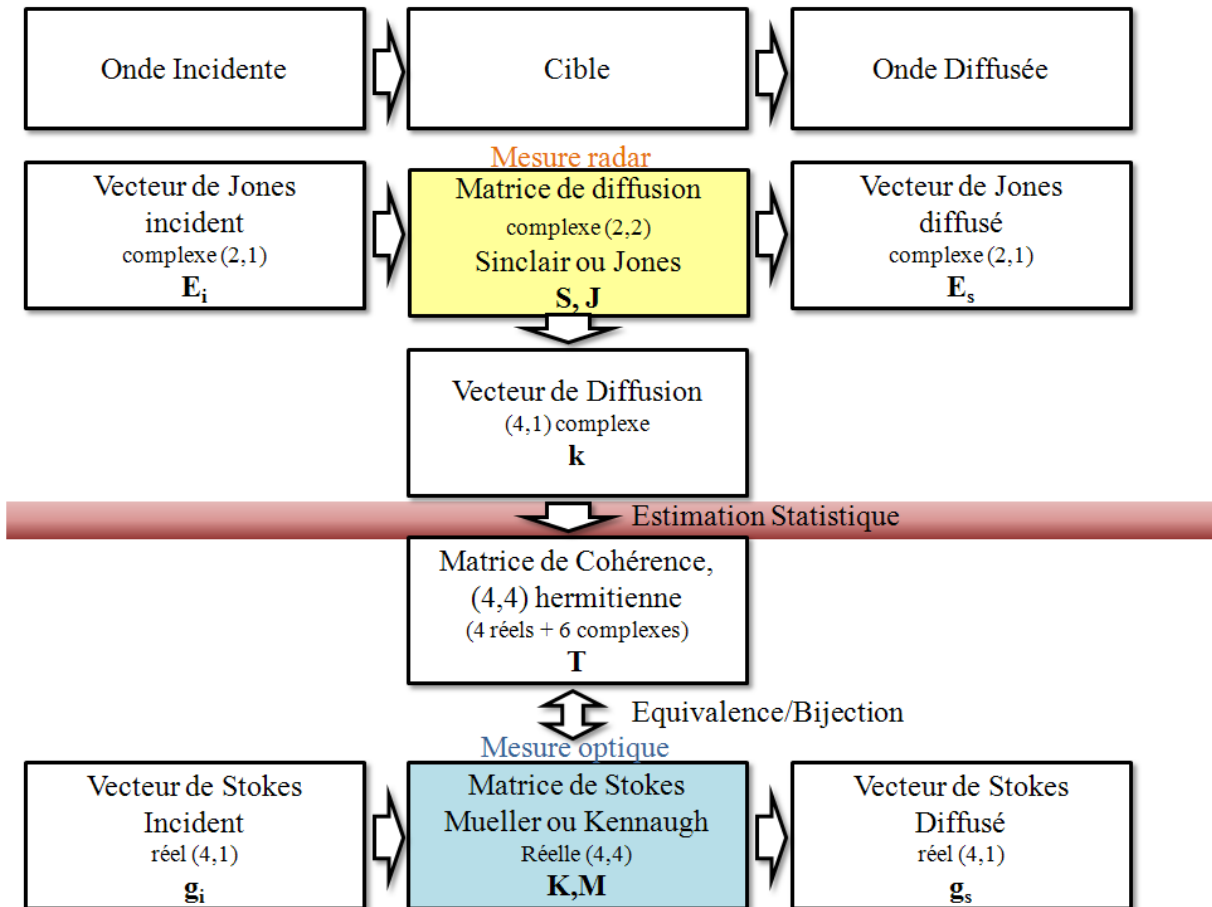 Onde Incidente
Cible
Onde Diffusée
Mesure radar
Vecteur de Jones
incident
complexe (2,1)
Ei
Matrice de diffusion
complexe (2,2)
Sinclair ou Jones
S, J
Vecteur de Jones
diffusé
complexe (2,1)
Es
Vecteur de Diffusion
(4,1) complexe
k
Estimation Statistique
Matrice de Cohérence,
(4,4) hermitienne
(4 réels + 6 complexes)
T
Equivalence/Bijection
Mesure optique
Vecteur de Stokes
Incident
réel (4,1)
gi
Matrice de Stokes
Mueller ou Kennaugh
Réelle (4,4)
K,M
Vecteur de Stokes
Diffusé
réel (4,1)
gs